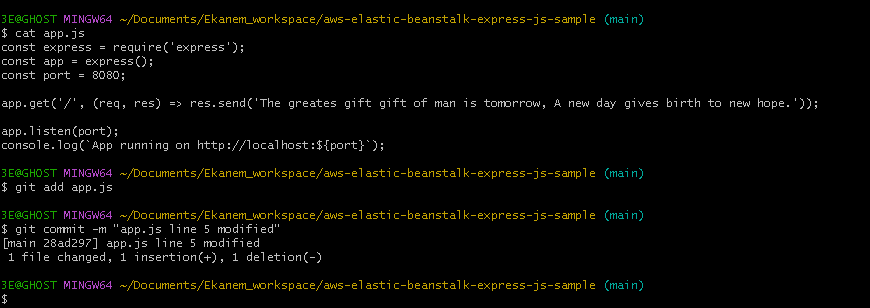 3E@GHOST MINGW64 ~/Documents/Ekanem_workspace/aws-elastic-beanstalk-express-js-sample (main)
$ cat app.js
const express = require('express');
const app = express();
const port = 8080;
app.get('/', (req, res) => res.send('The greates gift gift of man is tomorrow, A new day gives birth to new hope.'));
app.listen(port);
console.log(`App running on http://localhost:${port}`);
3E@GHOST MINGW64 ~/Documents/Ekanem_workspace/aws-elastic-beanstalk-express-js-sample (main)
$ git add app.js
3E@GHOST MINGW64 ~/Documents/Ekanem_workspace/aws-elastic-beanstalk-express-js-sample (main)
$ git commit -m "app.js line 5 modified"
[main 28ad297] app.js line 5 modified
1 file changed, 1 insertion(+), 1 deletion(-)
3E@GHOST MINGW64 ~/Documents/Ekanem_workspace/aws-elastic-beanstalk-express-js-sample (main)
$